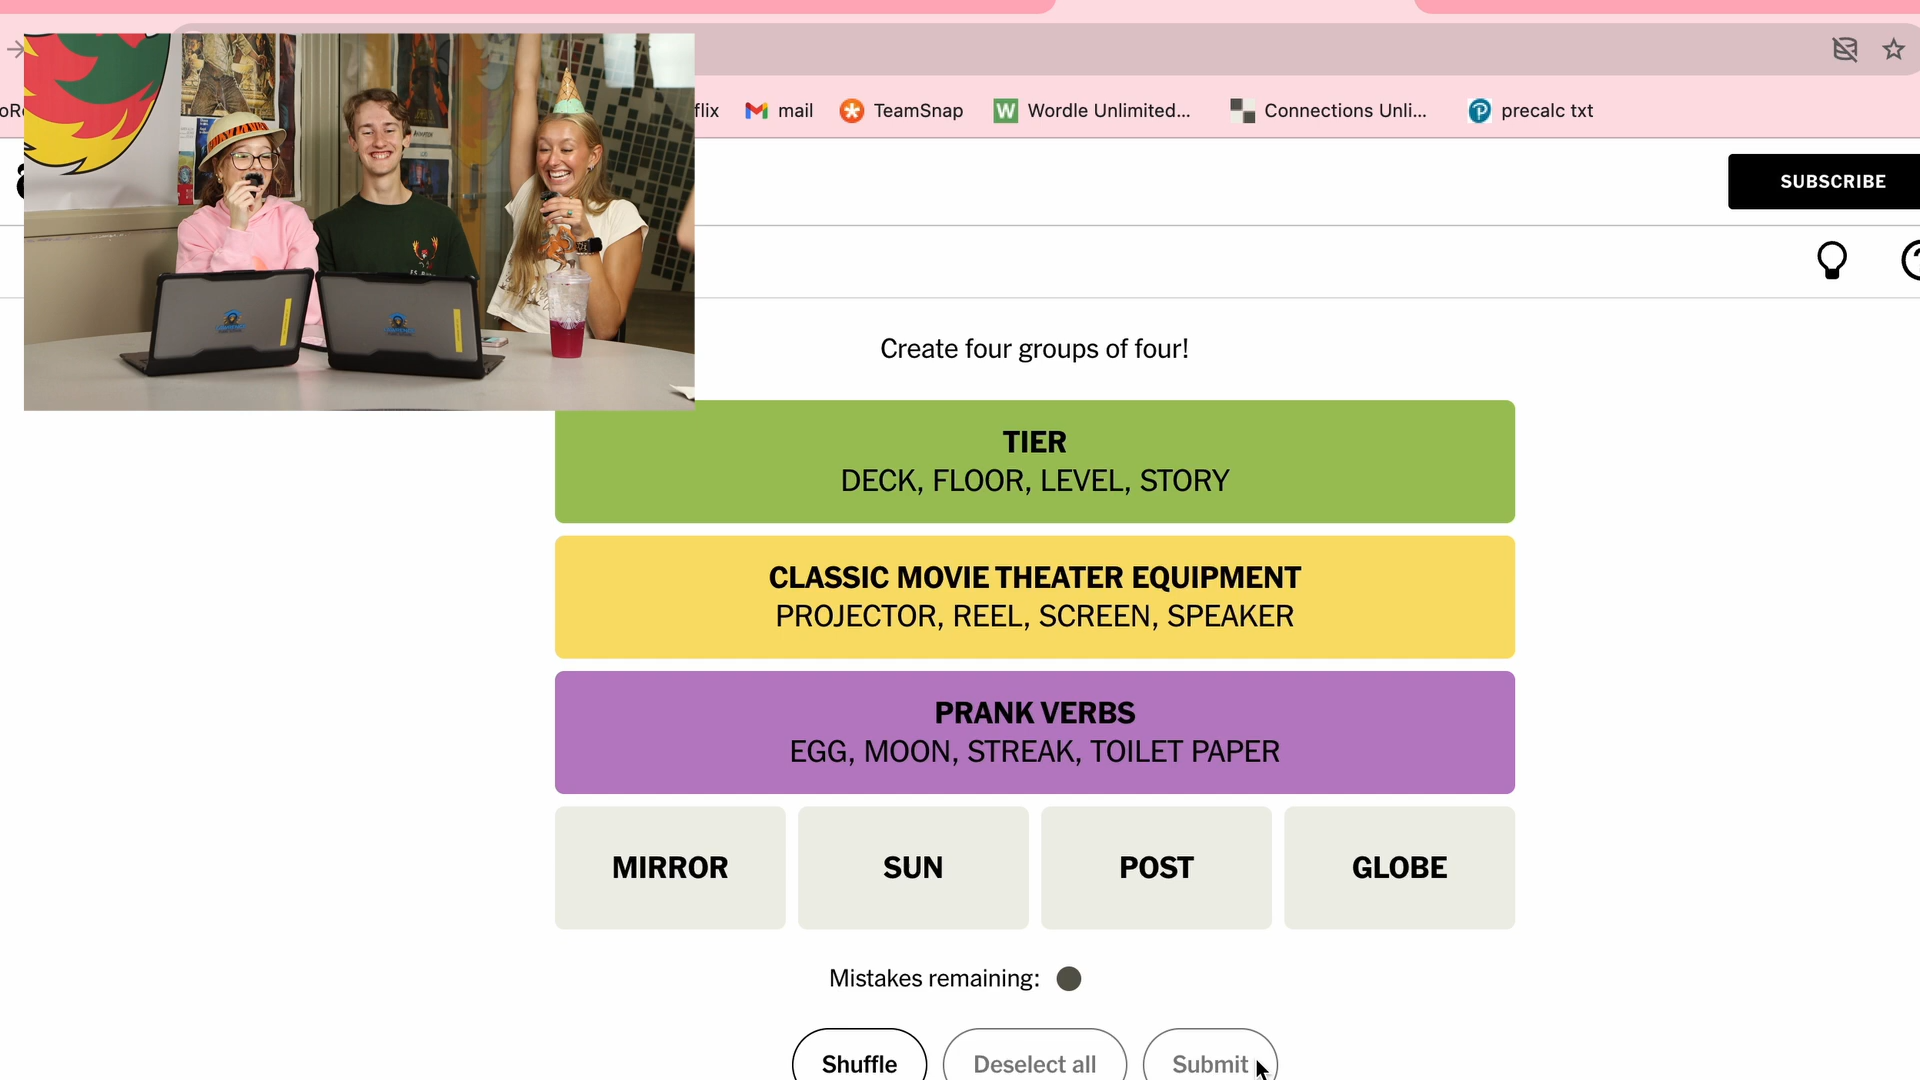 flix
mail
TeamSnap
Wordle Unlimited...
Connections Unli...
precalc txt
SUBSCRIBE
Create four groups of four!
TIER
DECK, FLOOR, LEVEL, STORY
CLASSIC MOVIE THEATER EQUIPMENT
PROJECTOR, REEL, SCREEN, SPEAKER
PRANK VERBS
EGG, MOON, STREAK, TOILET PAPER
MIRROR
SUN
POST
GLOBE
Mistakes remaining:
Shuffle
Deselect all
Submit